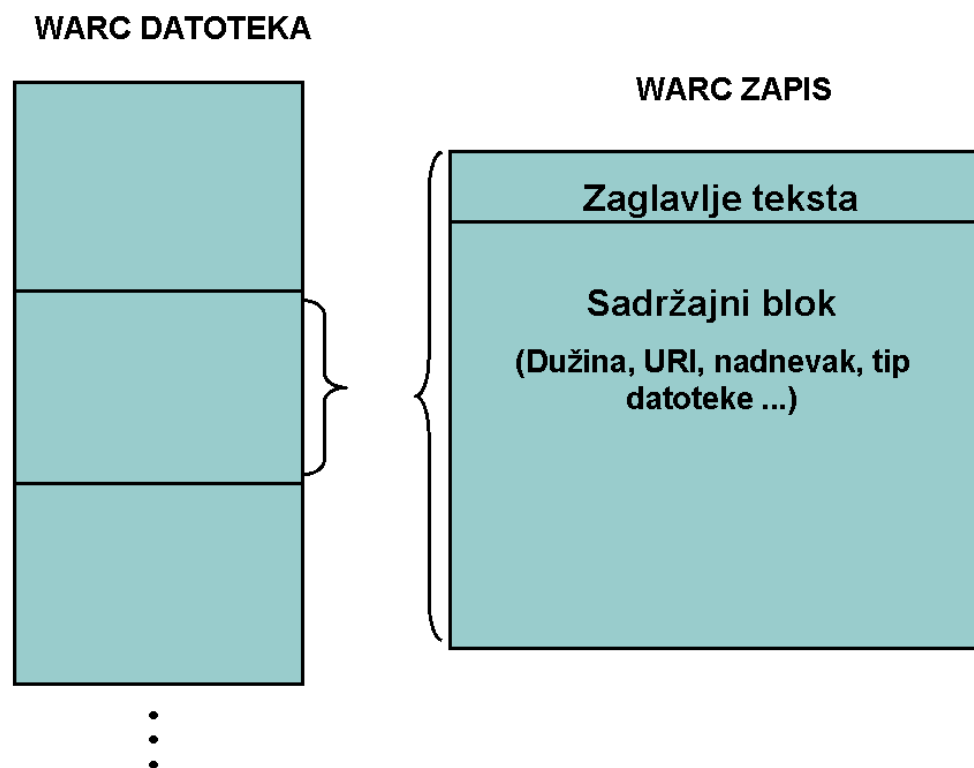 WARC DATOTEKA
WARC ZAPIS
Zaglavlje teksta
Sadržajni blok
(Dužina, URI, nadnevak, tip
datoteke ...)